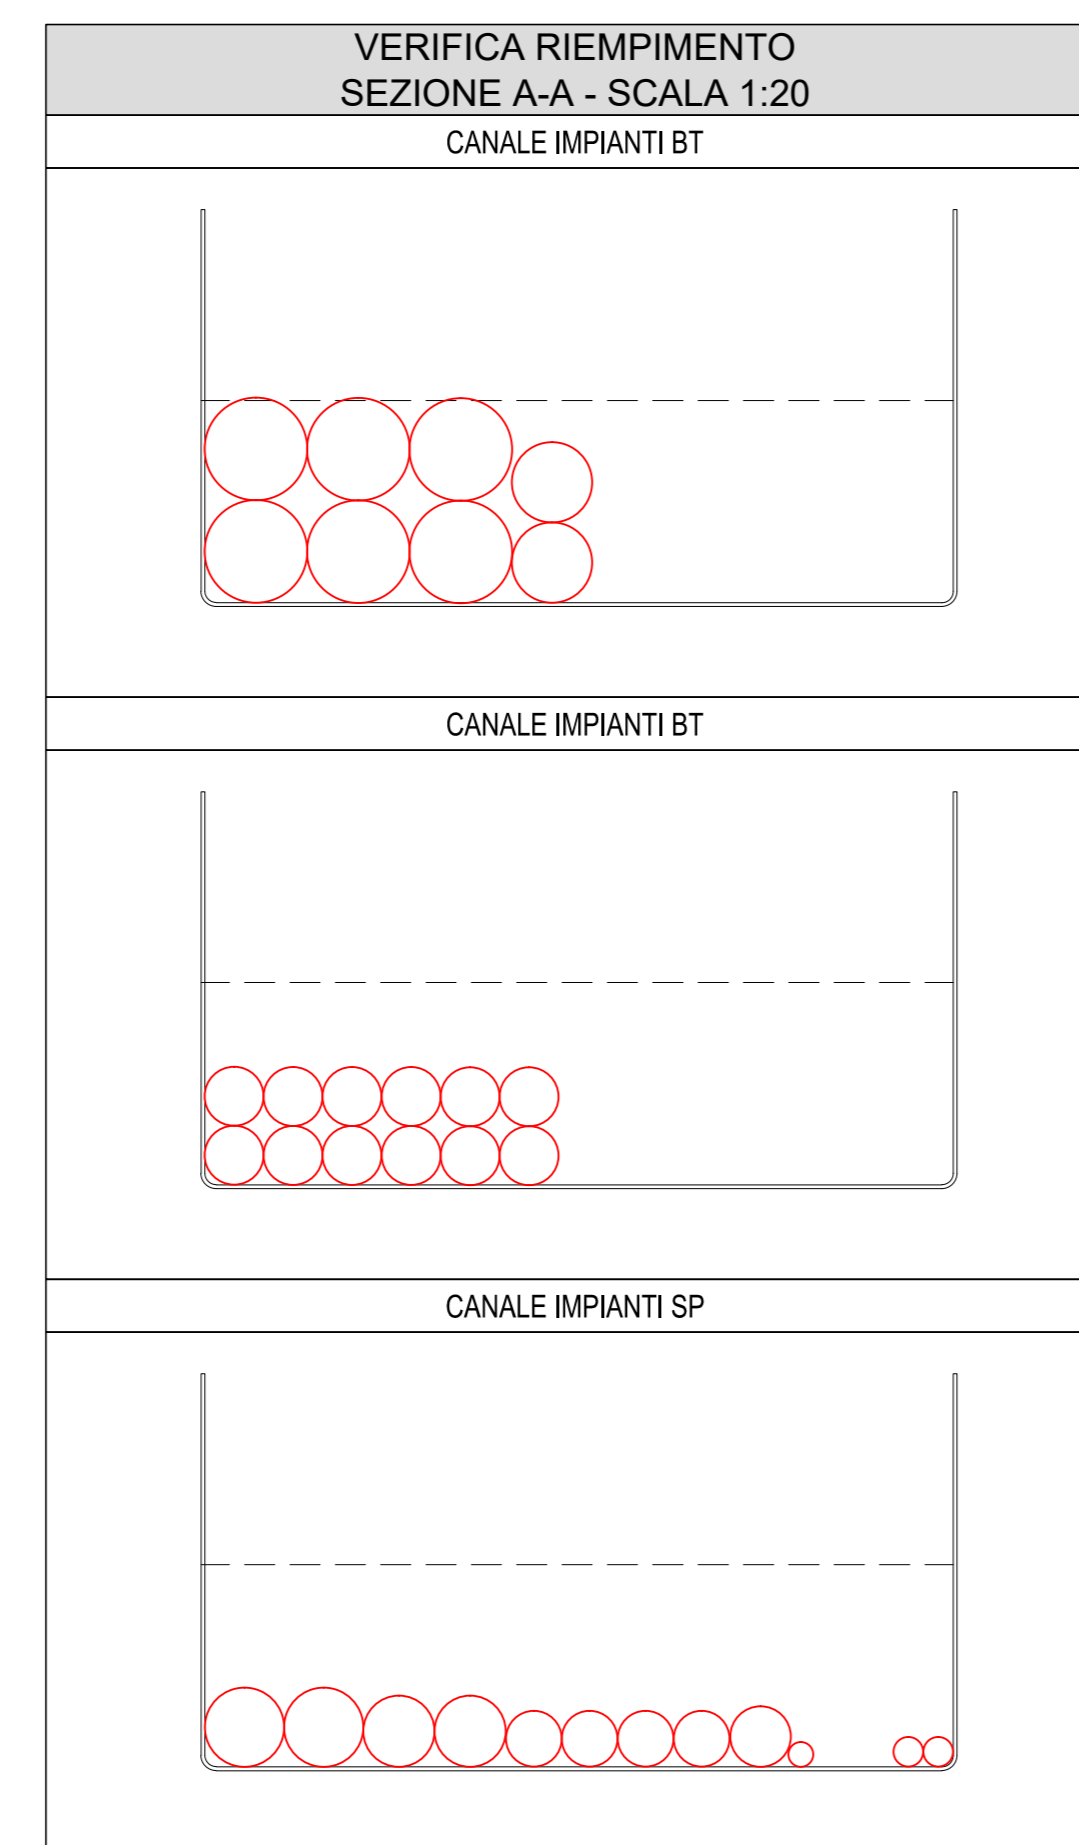 VERIFICA RIEMPIMENTO
SEZIONE A-A - SCALA 1:20
CANALE IMPIANTI BT
CANALE IMPIANTI BT
CANALE IMPIANTI SP